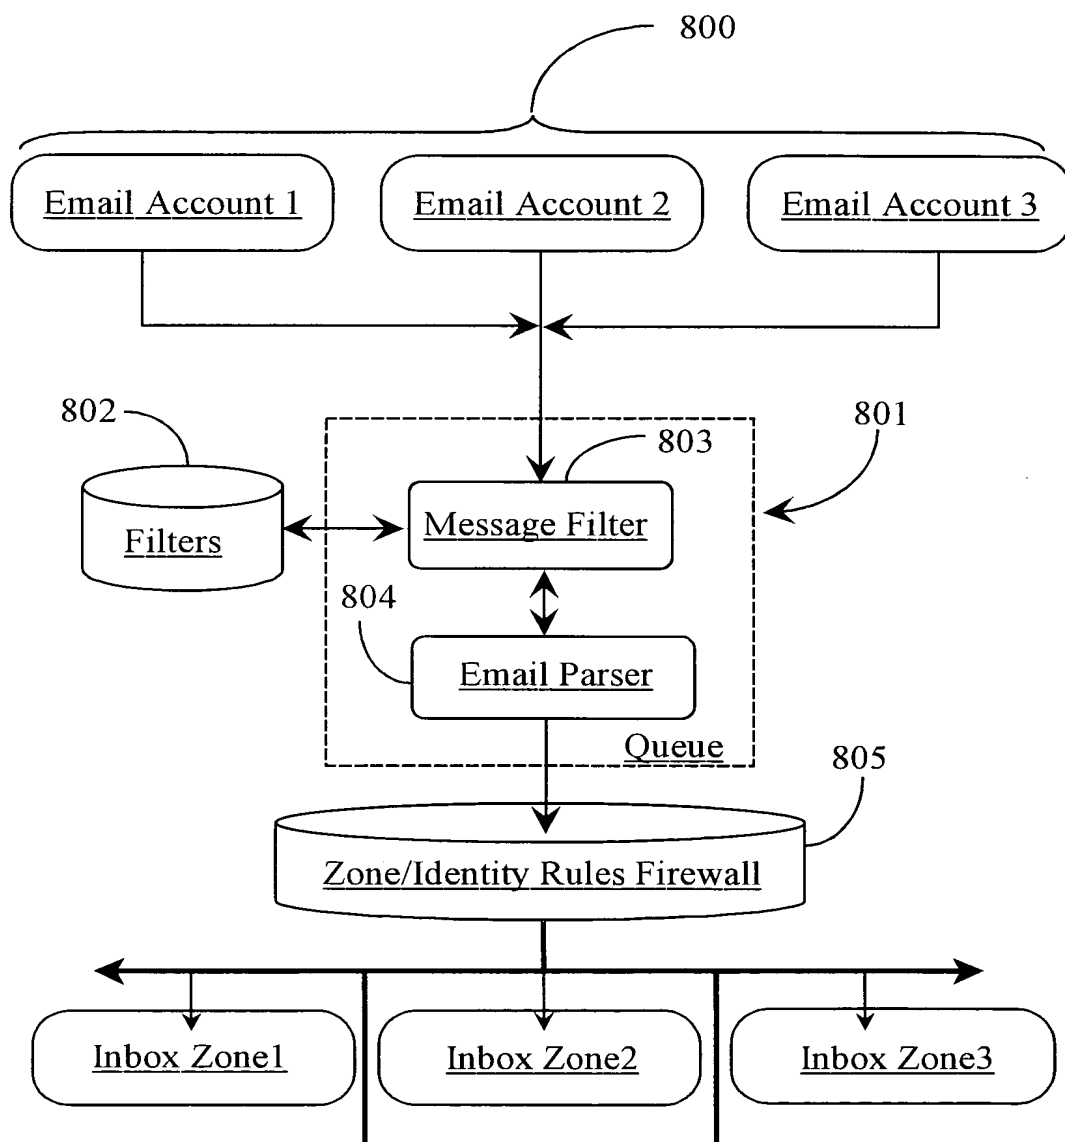 800
Email Account 1
Email Account 2
Email Account 3
802
803
801
Message Filter
Filters
804
Email Parser
Queue
805
Zone/Identity Rules Firewall
Inbox Zone1
Inbox Zone2
Inbox Zone3